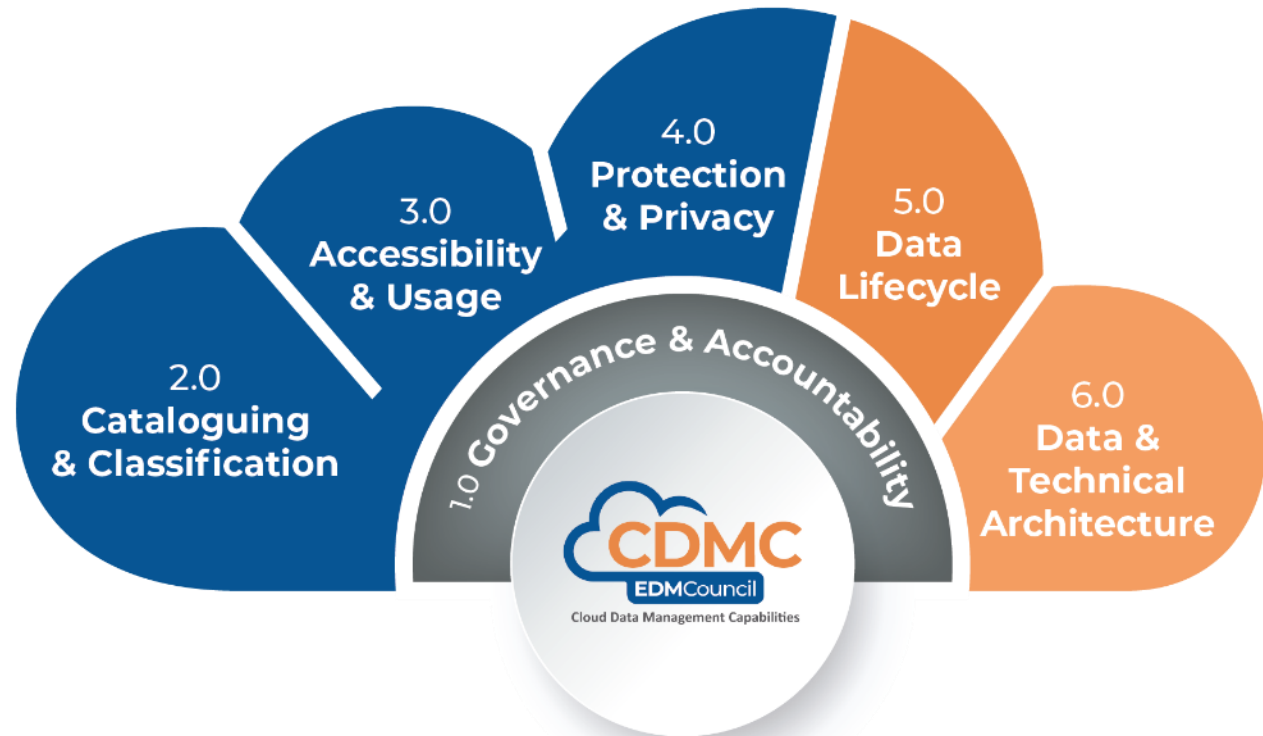 4.0
Protection
& Privacy
3.0
Accessibility
& Usage
5.0
Data
Lifecycle
2.0
Cataloguing
& Classification
1.0 Governance & Accountability
6.0
Data &
Technical
Architecture
CDMC
EDMCouncil
Cloud Data Management Capabilities